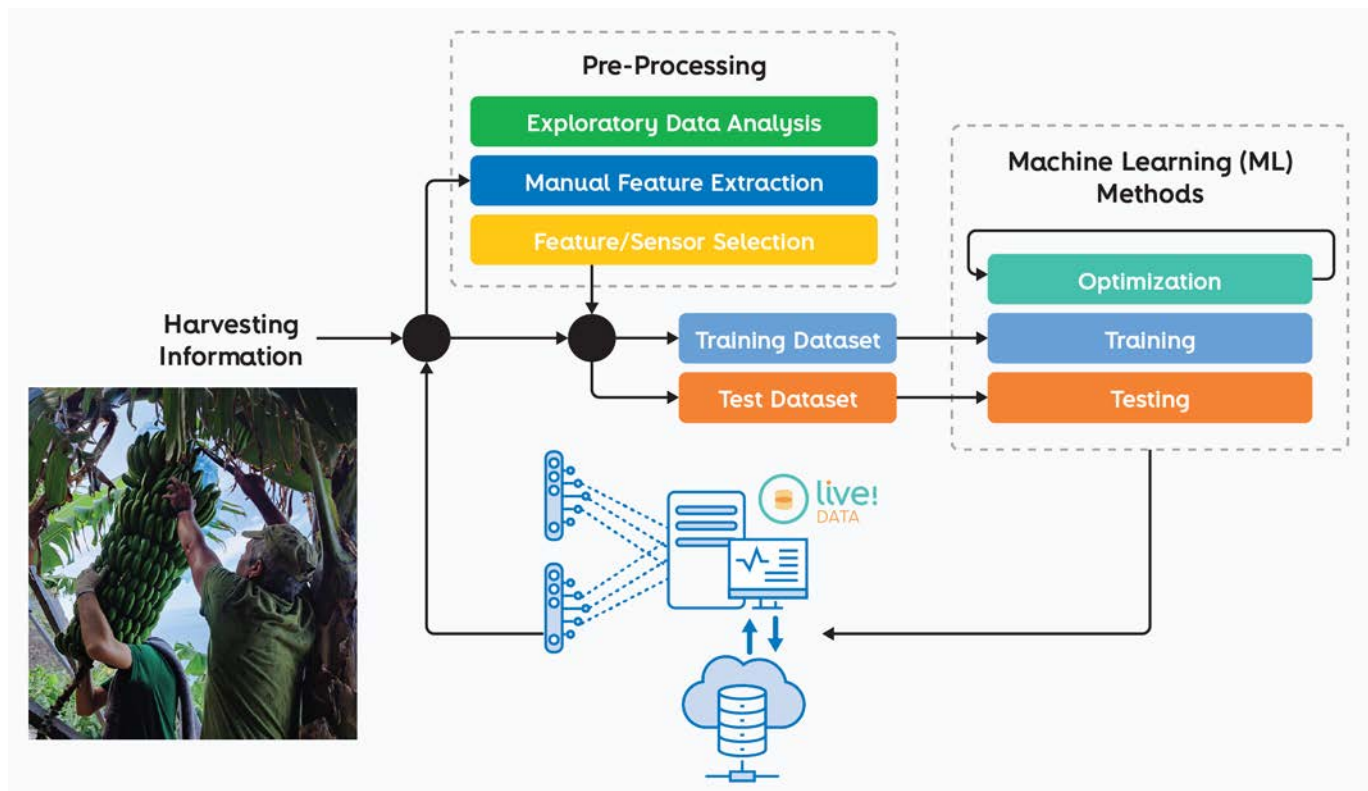 Pre-Processing
Exploratory Data Analysis
Manual Feature Extraction
Feature/Sensor Selection
Machine Learning (ML)
Methods
Optimization
Harvesting
Information
Training Dataset
Training
Test Dataset
Testing
live!
DATA